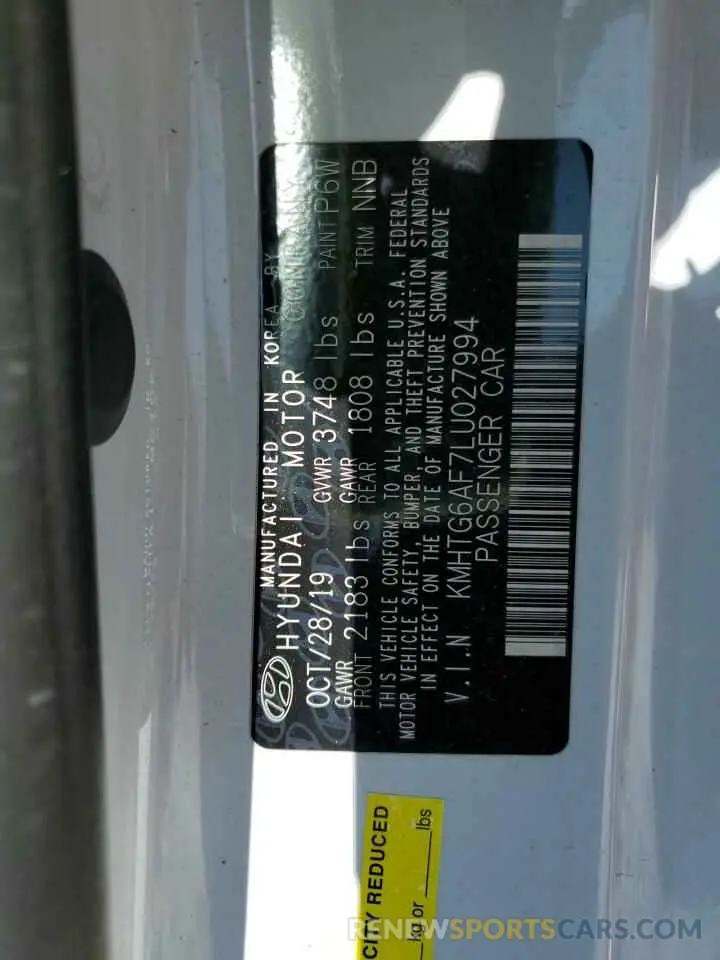 MANUFACTURED IN KOREA BY
HYUNDAI MOTOR COMPANY
OCT/28/19 GVWR 3748 lbs PAINT P6W
GAWR FRONT 2183 lbs GAWR REAR 1808 lbs TRIM NNB
THIS VEHICLE CONFORMS TO ALL APPLICABLE U.S.A. FEDERAL
MOTOR VEHICLE SAFETY, BUMPER, AND THEFT PREVENTION STANDARDS
IN EFFECT ON THE DATE OF MANUFACTURE SHOWN ABOVE
V.I.N KMHTG6AF7LU027994
PASSENGER CAR
CITY REDUCED
kg or lbs
RENEWSPORTSCARS.COM